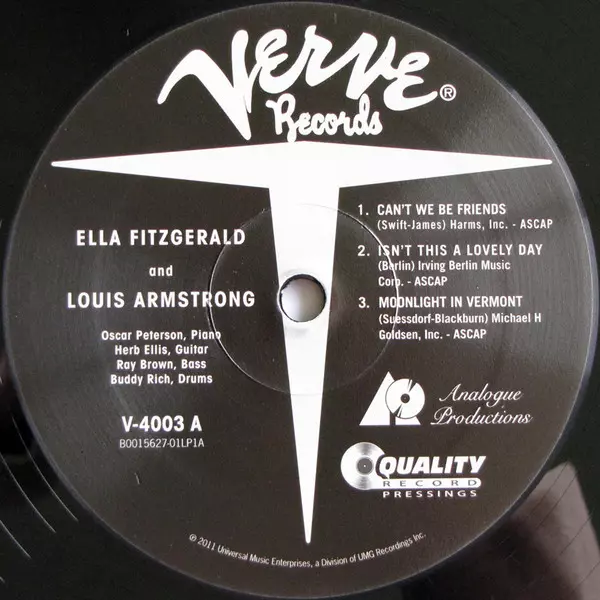 VERVE®
Records
ELLA FITZGERALD
and
LOUIS ARMSTRONG
Oscar Peterson, Piano
Herb Ellis, Guitar
Ray Brown, Bass
Buddy Rich, Drums
V-4003 A
B0015627-01LP1A
1. CAN'T WE BE FRIENDS
(Swift-James) Harms, Inc. - ASCAP
2. ISN'T THIS A LOVELY DAY
(Berlin) Irving Berlin Music
Corp. - ASCAP
3. MOONLIGHT IN VERMONT
(Suessdorf-Blackburn) Michael H
Goldsen, Inc. - ASCAP
AP
Analogue
Productions
QUALITY
RECORD
PRESSINGS
℗ 2011 Universal Music Enterprises, a Division of UMG Recordings Inc.